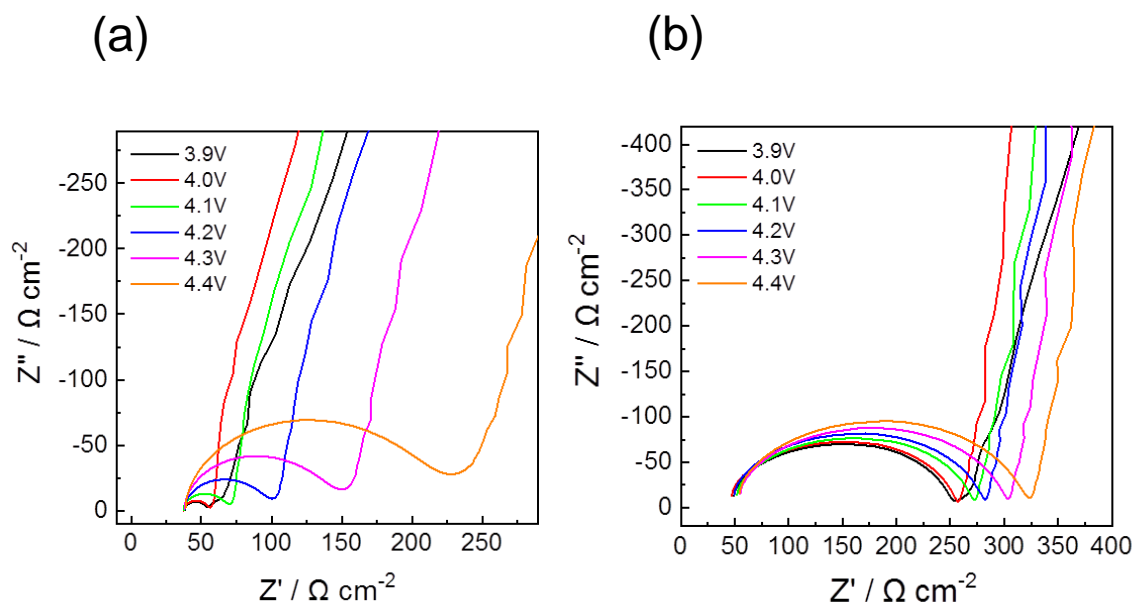 (a)
3.9V
4.0V
4.1V
4.2V
4.3V
4.4V
-250
-200
-150
-100
-50
0
Z" / Ω cm⁻²
0 50 100 150 200 250
Z' / Ω cm⁻²
(b)
3.9V
4.0V
4.1V
4.2V
4.3V
4.4V
-400
-350
-300
-250
-200
-150
-100
-50
0
Z" / Ω cm⁻²
0 50 100 150 200 250 300 350 400
Z' / Ω cm⁻²